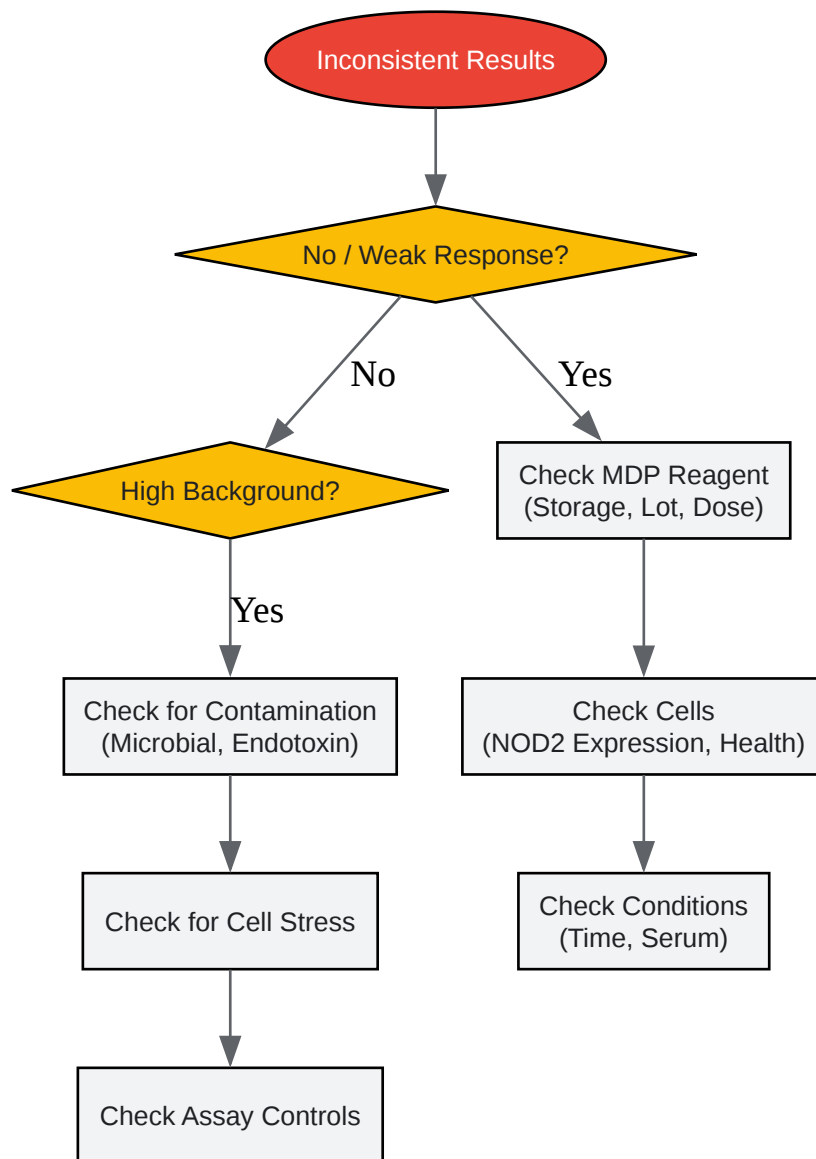 Inconsistent Results
No / Weak Response?
No
Yes
High Background?
Check MDP Reagent
(Storage, Lot, Dose)
Yes
Check for Contamination
(Microbial, Endotoxin)
Check Cells
(NOD2 Expression, Health)
Check for Cell Stress
Check Conditions
(Time, Serum)
Check Assay Controls